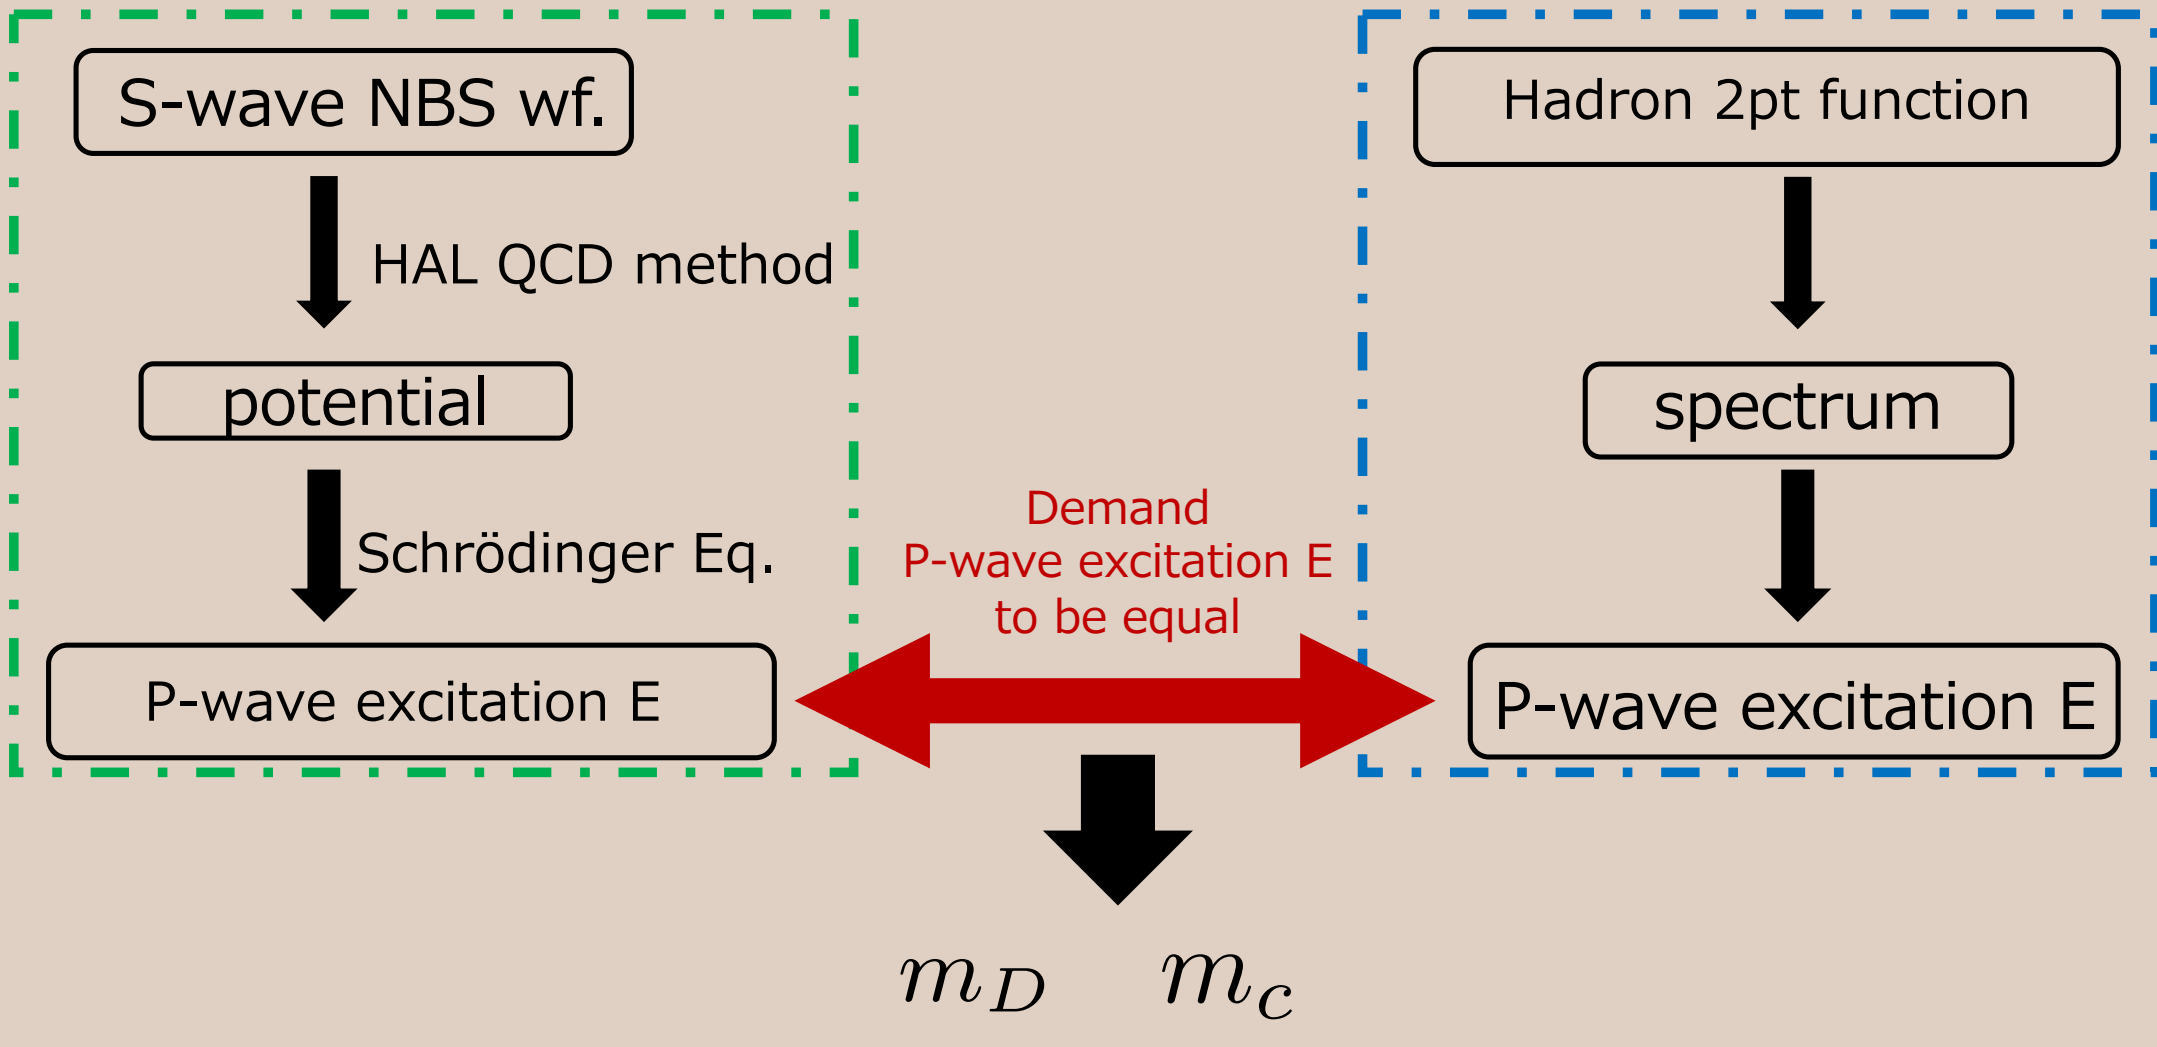 S-wave NBS wf.
HAL QCD method
potential
Schrödinger Eq.
P-wave excitation E
Demand
P-wave excitation E
to be equal
Hadron 2pt function
spectrum
P-wave excitation E
m_D m_c